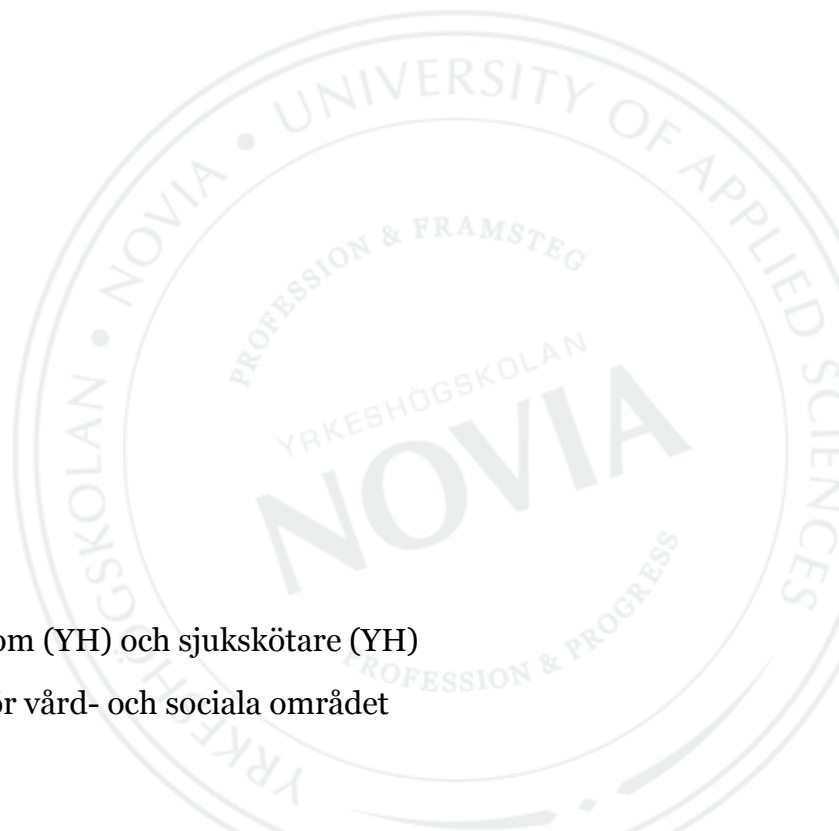 YRKESHÖGSKOLAN • NOVIA • UNIVERSITY OF APPLIED SCIENCES
PROFESSION & FRAMSTEG
YRKESHÖGSKOLAN
NOVIA
PROFESSION & PROGRESS
om (YH) och sjukskötare (YH)
ör vård- och sociala området